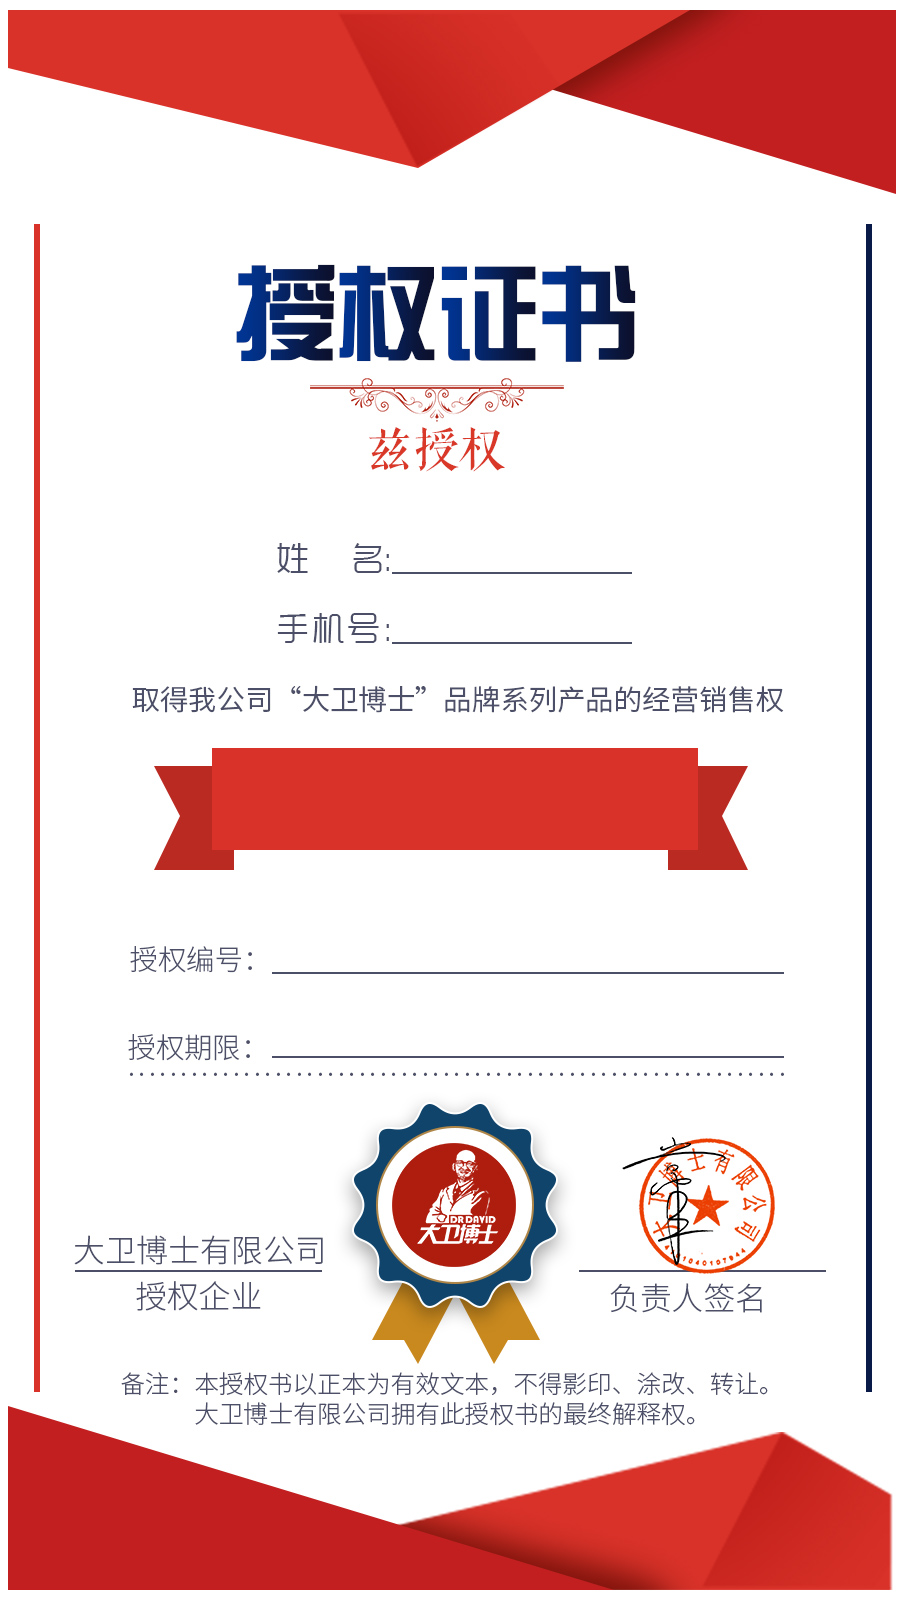 授权证书
兹授权
姓 名:
手机号:
取得我公司“大卫博士”品牌系列产品的经营销售权
授权编号：
授权期限：
DR DAVID
大卫博士
大卫博士有限公司
大卫博士有限公司
授权企业
负责人签名
备注：本授权书以正本为有效文本，不得影印、涂改、转让。
大卫博士有限公司拥有此授权书的最终解释权。